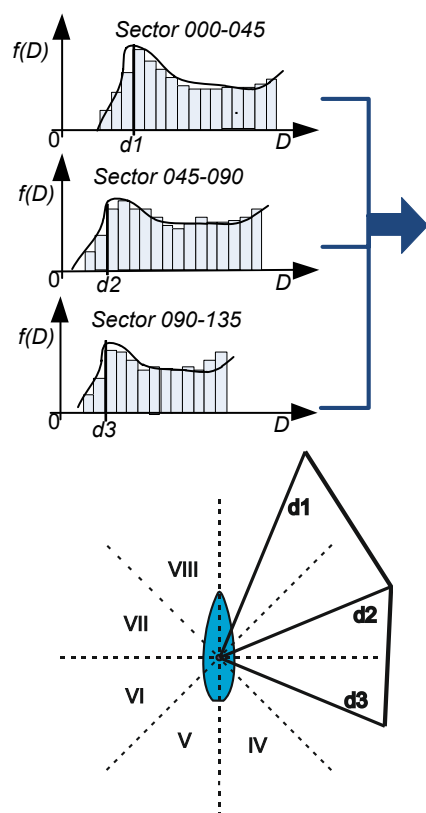 Sector 000-045
f(D)
0
d1
D
Sector 045-090
f(D)
0
d2
D
Sector 090-135
f(D)
0
d3
D
d1
VIII
VII
d2
VI
d3
V
IV